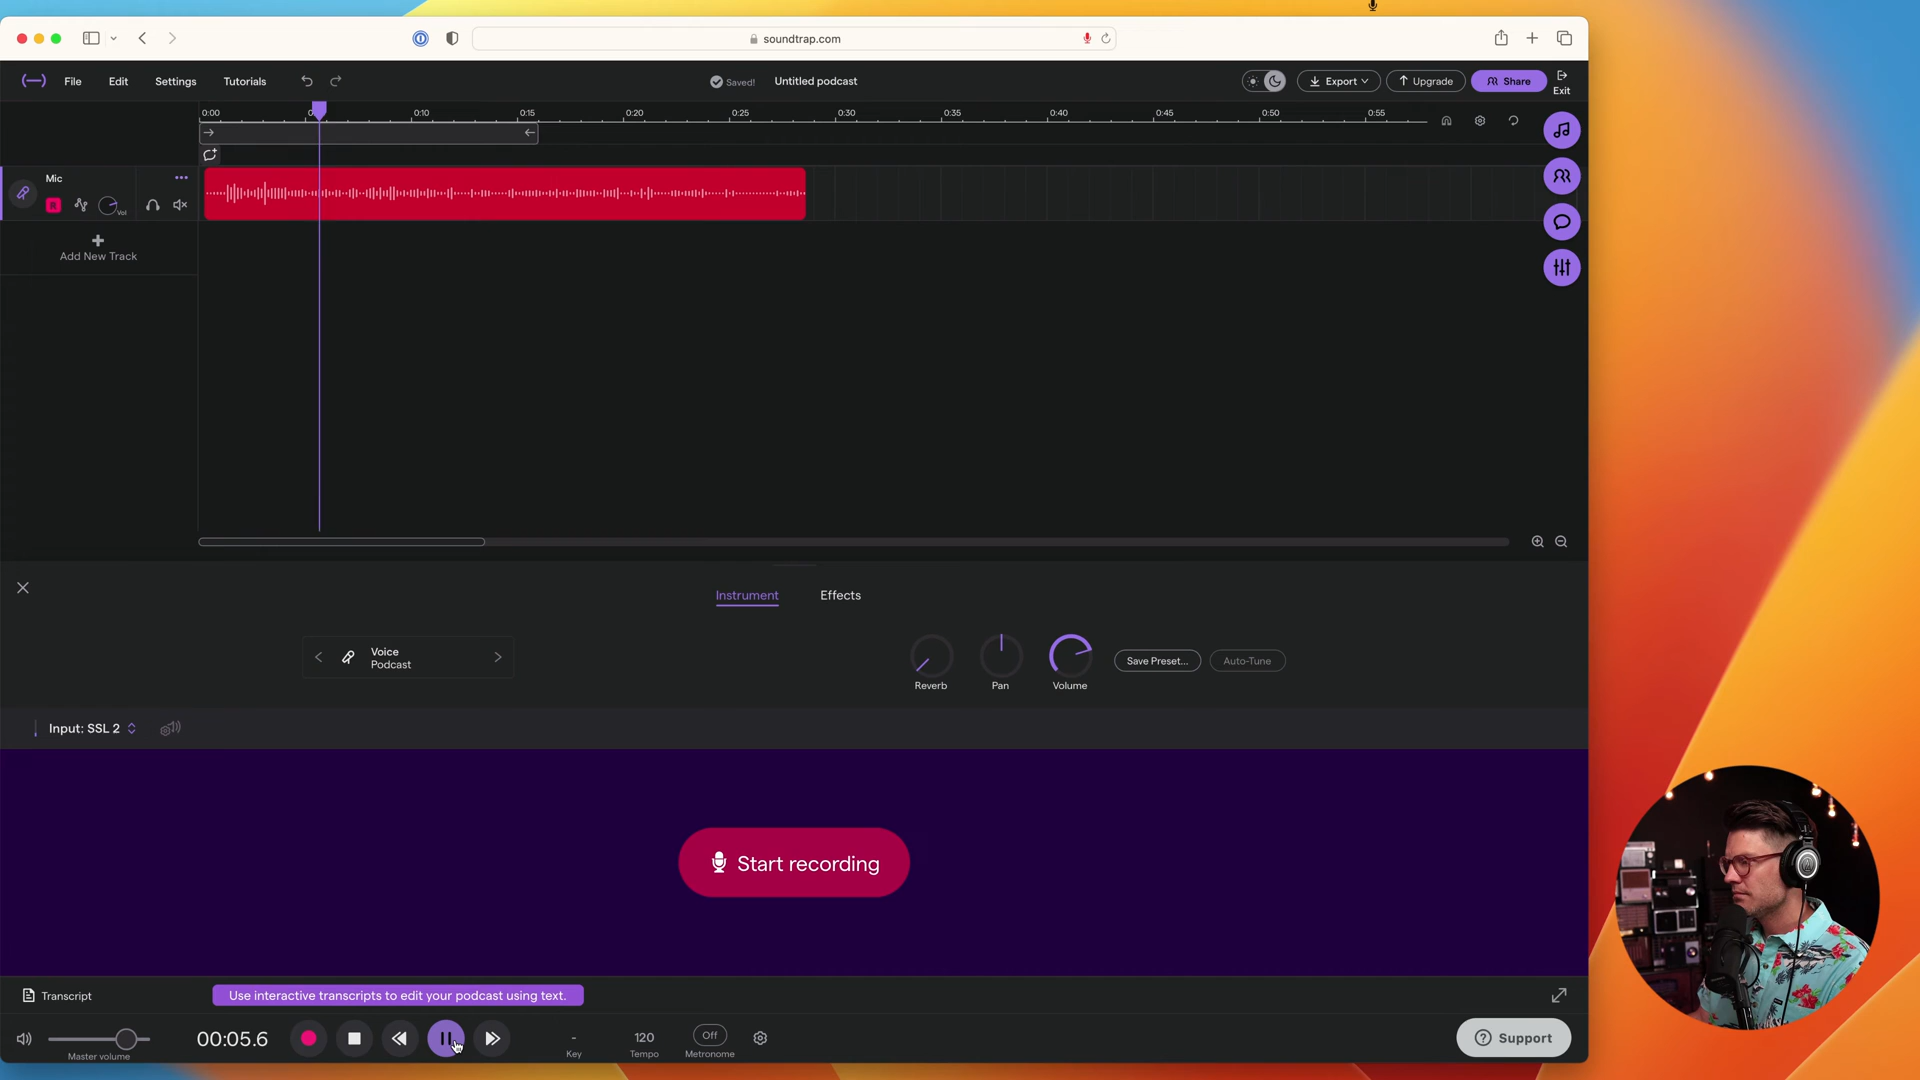 soundtrap.com
File Edit Settings Tutorials
Saved! Untitled podcast
Export Upgrade Share Exit
0:00 0:10 0:15 0:20 0:25 0:30 0:35 0:40 0:45 0:50 0:55
Mic
R
Vol
Add New Track
Instrument Effects
Voice
Podcast
Reverb Pan Volume Save Preset... Auto-Tune
Input: SSL 2
Start recording
Transcript Use interactive transcripts to edit your podcast using text.
Master volume
00:05.6
-
Key
120
Tempo
Off
Metronome
Support